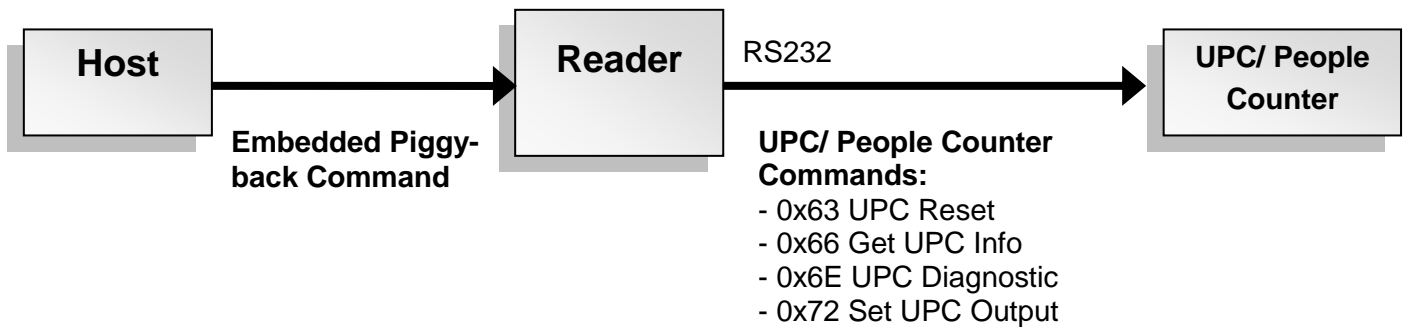 Host
Embedded Piggy-
back Command
Reader
RS232
UPC/ People Counter
Commands:
- 0x63 UPC Reset
- 0x66 Get UPC Info
- 0x6E UPC Diagnostic
- 0x72 Set UPC Output
UPC/ People
Counter